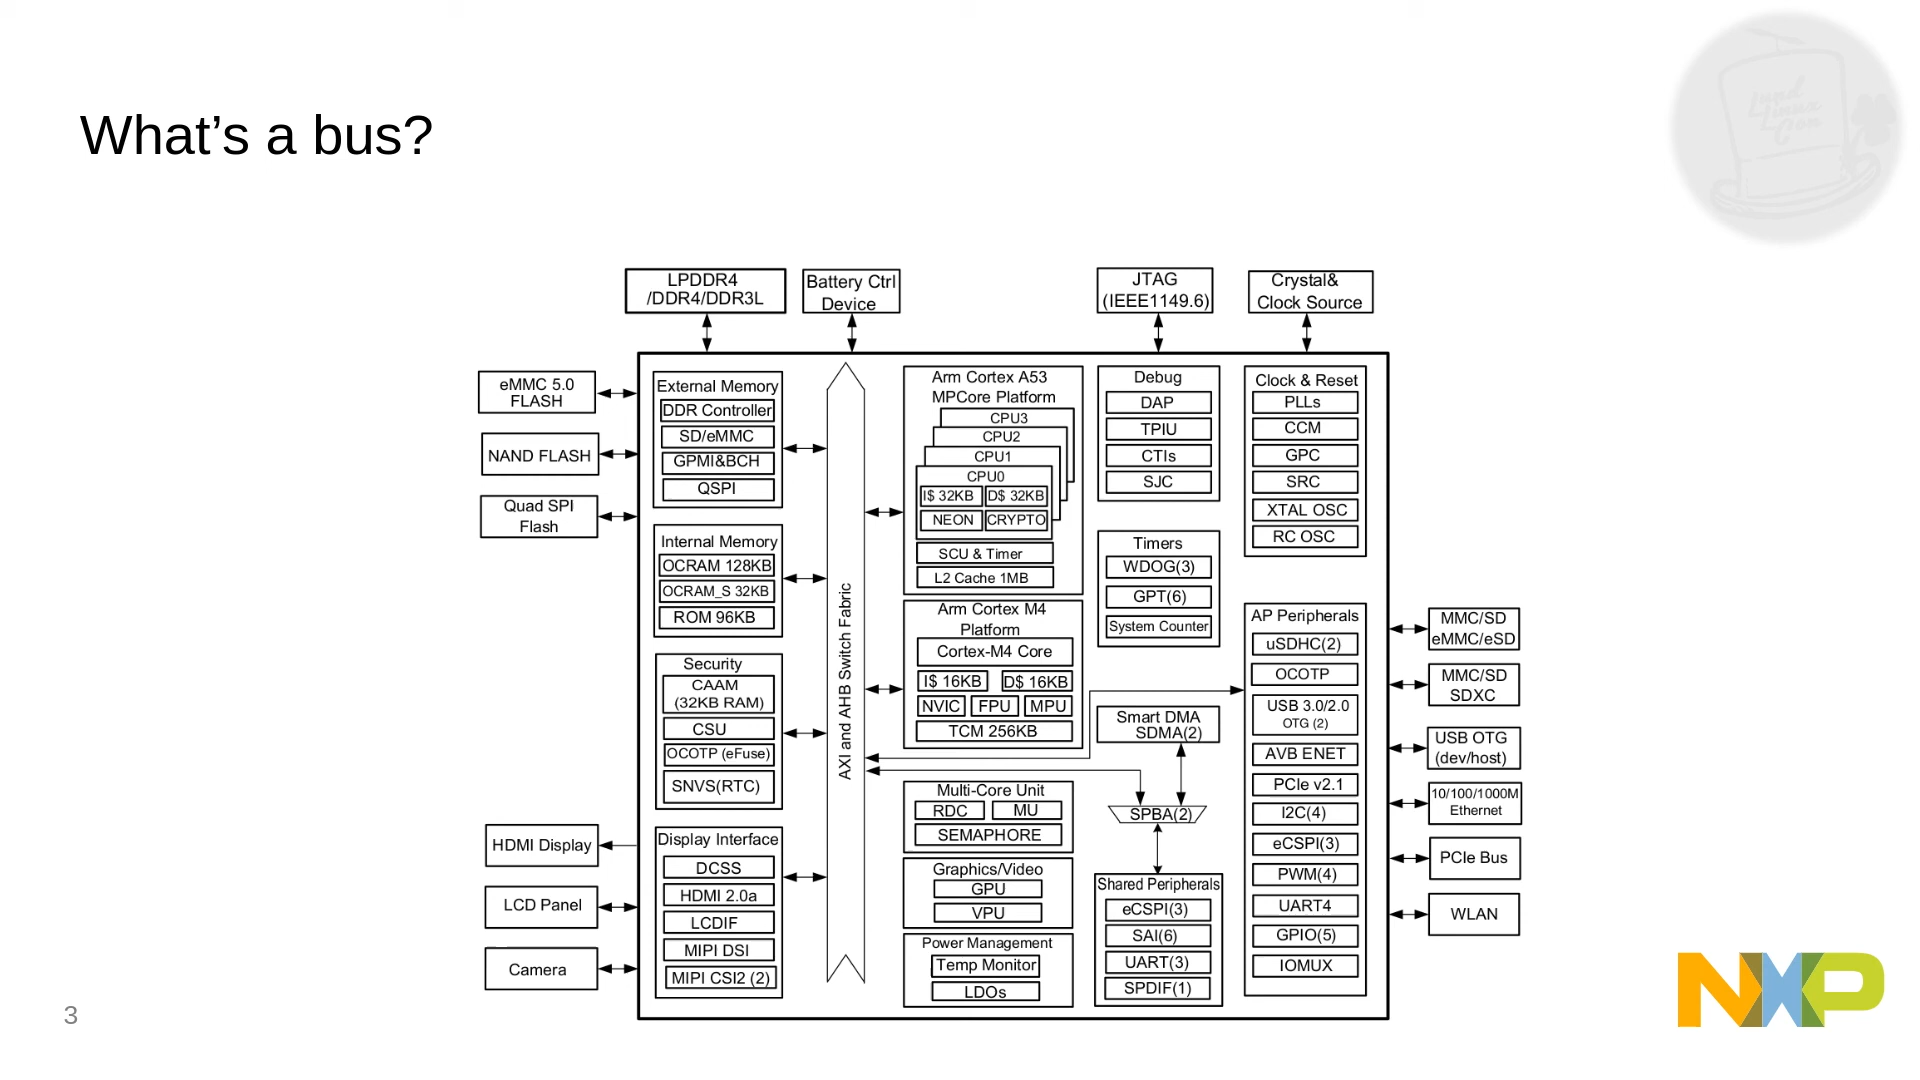 What’s a bus?
Lund
Linux
Con
LPDDR4
/DDR4/DDR3L
Battery Ctrl
Device
JTAG
(IEEE1149.6)
Crystal&
Clock Source
eMMC 5.0
FLASH
NAND FLASH
Quad SPI
Flash
HDMI Display
LCD Panel
Camera
External Memory
DDR Controller
SD/eMMC
GPMI&BCH
QSPI
Internal Memory
OCRAM 128KB
OCRAM_S 32KB
ROM 96KB
Security
CAAM
(32KB RAM)
CSU
OCOTP (eFuse)
SNVS(RTC)
Display Interface
DCSS
HDMI 2.0a
LCDIF
MIPI DSI
MIPI CSI2 (2)
AXI and AHB Switch Fabric
Arm Cortex A53
MPCore Platform
CPU3
CPU2
CPU1
CPU0
I$ 32KB D$ 32KB
NEON CRYPTO
SCU & Timer
L2 Cache 1MB
Arm Cortex M4
Platform
Cortex-M4 Core
I$ 16KB D$ 16KB
NVIC FPU MPU
TCM 256KB
Multi-Core Unit
RDC MU
SEMAPHORE
Graphics/Video
GPU
VPU
Power Management
Temp Monitor
LDOs
Debug
DAP
TPIU
CTIs
SJC
Timers
WDOG(3)
GPT(6)
System Counter
Smart DMA
SDMA(2)
SPBA(2)
Shared Peripherals
eCSPI(3)
SAI(6)
UART(3)
SPDIF(1)
Clock & Reset
PLLs
CCM
GPC
SRC
XTAL OSC
RC OSC
AP Peripherals
uSDHC(2)
OCOTP
USB 3.0/2.0
OTG (2)
AVB ENET
PCIe v2.1
I2C(4)
eCSPI(3)
PWM(4)
UART4
GPIO(5)
IOMUX
MMC/SD
eMMC/eSD
MMC/SD
SDXC
USB OTG
(dev/host)
10/100/1000M
Ethernet
PCIe Bus
WLAN
3
NXP